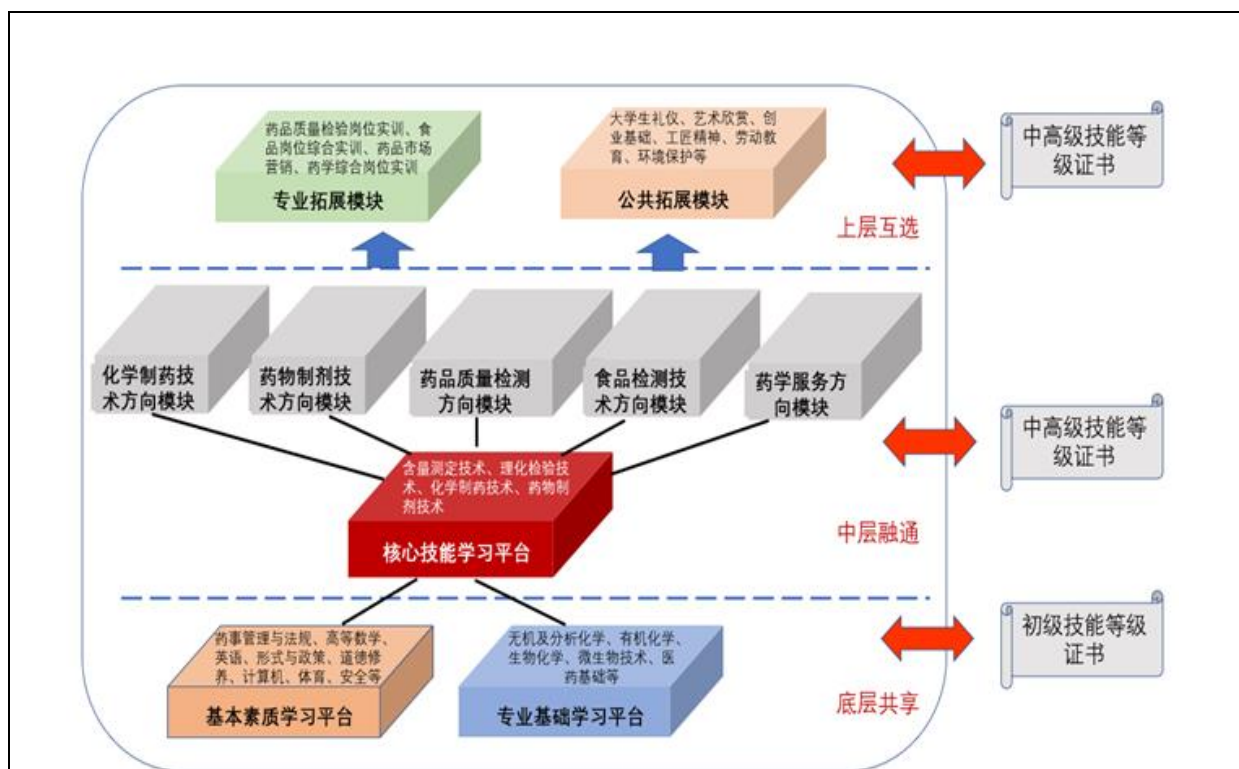 药品质量检验岗位实训、食
品岗位综合实训、药品市场
营销、药学综合岗位实训
专业拓展模块
大学生礼仪、艺术欣赏、创
业基础、工匠精神、劳动教
育、环境保护等
公共拓展模块
中高级技能等
级证书
上层互选
化学制药技
术方向模块
药物制剂技
术方向模块
药品质量检测
方向模块
食品检测技
术方向模块
药学服务方
向模块
中高级技能等
级证书
含量测定技术、理化检验技
术、化学制药技术、药物制
剂技术
核心技能学习平台
中层融通
药事管理与法规、高等数学、
英语、形式与政策、道德修
养、计算机、体育、安全等
基本素质学习平台
无机及分析化学、有机化学、
生物化学、微生物技术、医
药基础等
专业基础学习平台
初级技能等级
证书
底层共享